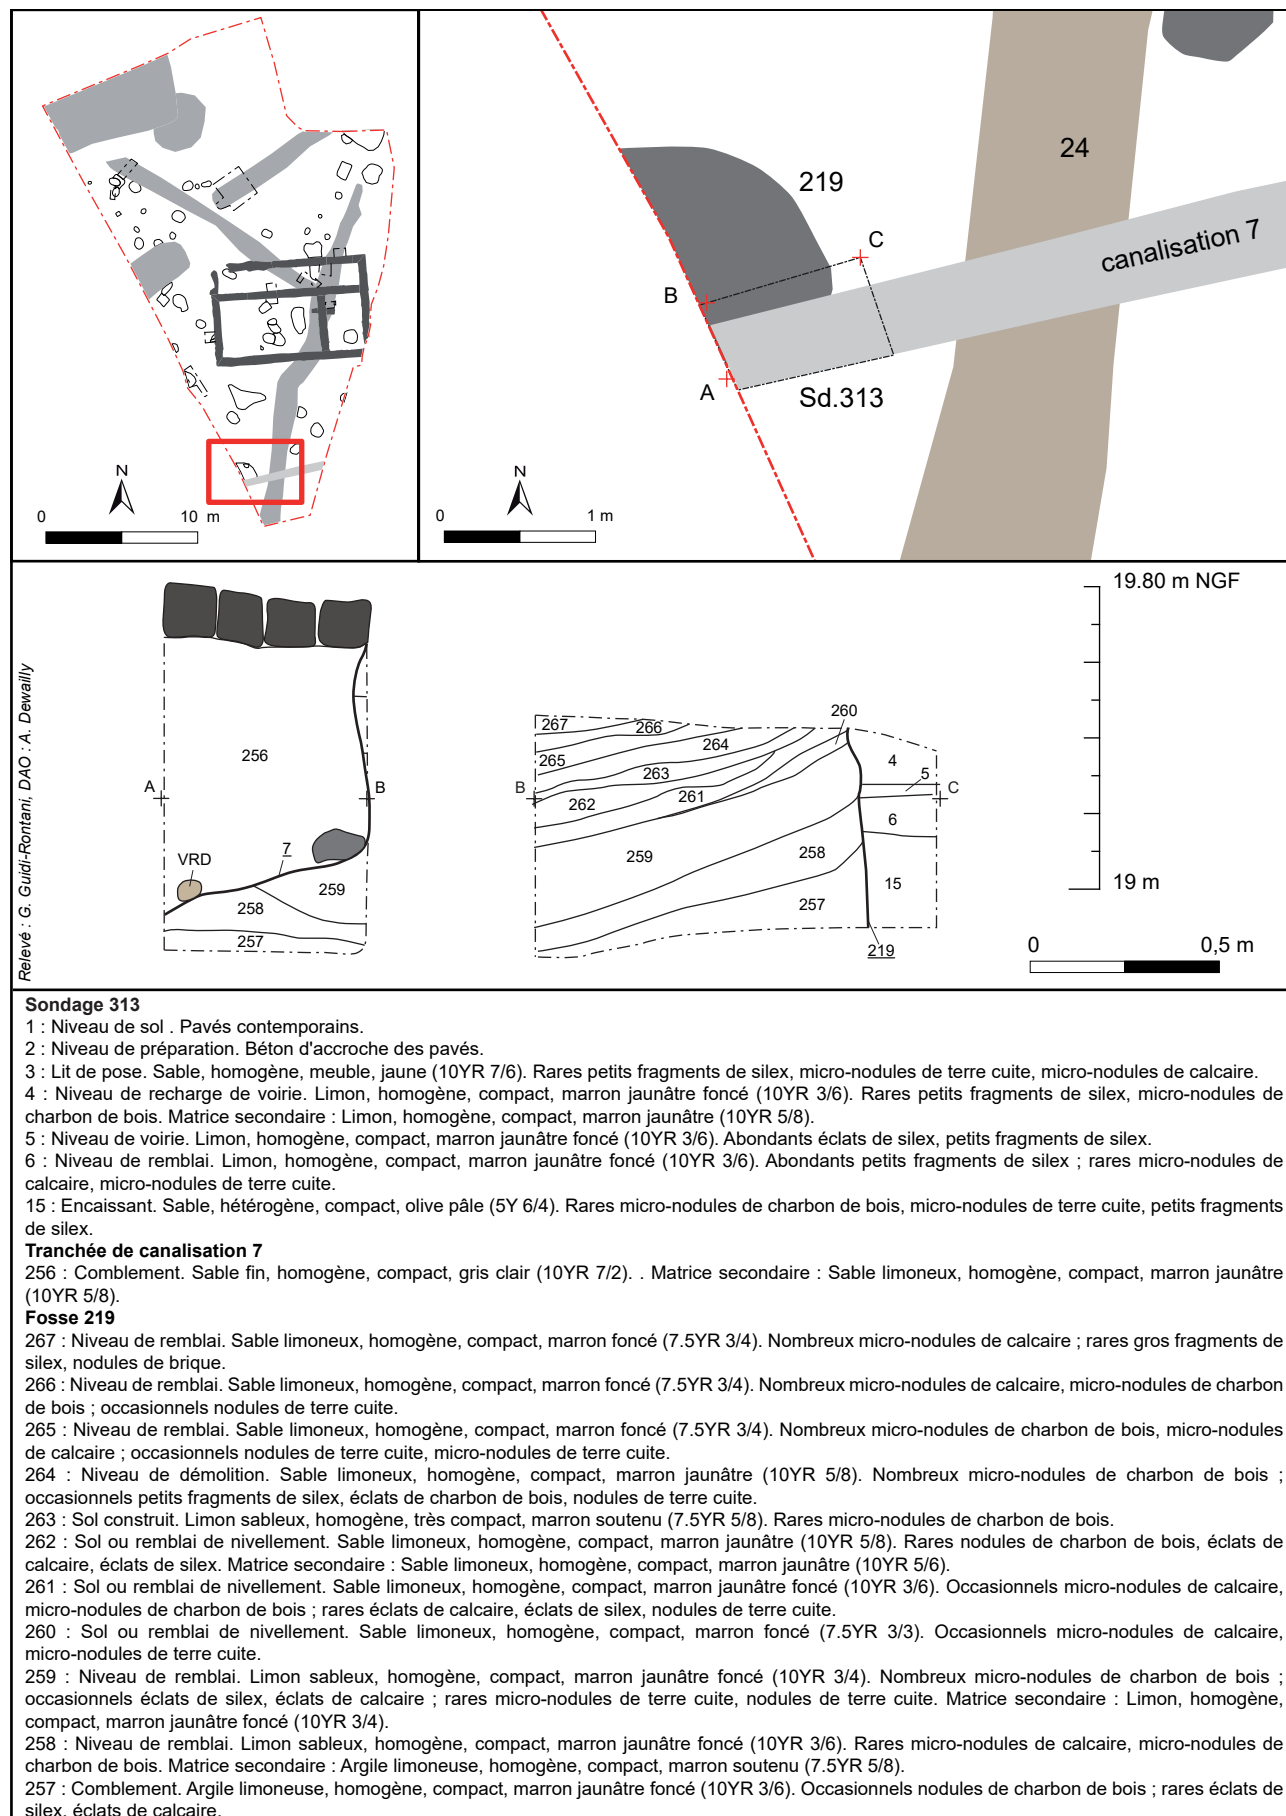 N
0
10 m
219
24
C
canalisation 7
B
A
Sd.313
N
0
1 m
19.80 m NGF
256
A
B
VRD
7
259
258
257
267
266
260
264
4
265
263
5
B
262
261
C
6
259
258
15
257
219
19 m
0
0,5 m
Relevé : G. Guidi-Rontani, DAO : A. Dewailly
Sondage 313
1 : Niveau de sol . Pavés contemporains.
2 : Niveau de préparation. Béton d'accroche des pavés.
3 : Lit de pose. Sable, homogène, meuble, jaune (10YR 7/6). Rares petits fragments de silex, micro-nodules de terre cuite, micro-nodules de calcaire.
4 : Niveau de recharge de voirie. Limon, homogène, compact, marron jaunâtre foncé (10YR 3/6). Rares petits fragments de silex, micro-nodules de
charbon de bois. Matrice secondaire : Limon, homogène, compact, marron jaunâtre (10YR 5/8).
5 : Niveau de voirie. Limon, homogène, compact, marron jaunâtre foncé (10YR 3/6). Abondants éclats de silex, petits fragments de silex.
6 : Niveau de remblai. Limon, homogène, compact, marron jaunâtre foncé (10YR 3/6). Abondants petits fragments de silex ; rares micro-nodules de
calcaire, micro-nodules de terre cuite.
15 : Encaissant. Sable, hétérogène, compact, olive pâle (5Y 6/4). Rares micro-nodules de charbon de bois, micro-nodules de terre cuite, petits fragments
de silex.
Tranchée de canalisation 7
256 : Comblement. Sable fin, homogène, compact, gris clair (10YR 7/2). . Matrice secondaire : Sable limoneux, homogène, compact, marron jaunâtre
(10YR 5/8).
Fosse 219
267 : Niveau de remblai. Sable limoneux, homogène, compact, marron foncé (7.5YR 3/4). Nombreux micro-nodules de calcaire ; rares gros fragments de
silex, nodules de brique.
266 : Niveau de remblai. Sable limoneux, homogène, compact, marron foncé (7.5YR 3/4). Nombreux micro-nodules de calcaire, micro-nodules de charbon
de bois ; occasionnels nodules de terre cuite.
265 : Niveau de remblai. Sable limoneux, homogène, compact, marron foncé (7.5YR 3/4). Nombreux micro-nodules de charbon de bois, micro-nodules
de calcaire ; occasionnels nodules de terre cuite, micro-nodules de terre cuite.
264 : Niveau de démolition. Sable limoneux, homogène, compact, marron jaunâtre (10YR 5/8). Nombreux micro-nodules de charbon de bois ;
occasionnels petits fragments de silex, éclats de charbon de bois, nodules de terre cuite.
263 : Sol construit. Limon sableux, homogène, très compact, marron soutenu (7.5YR 5/8). Rares micro-nodules de charbon de bois.
262 : Sol ou remblai de nivellement. Sable limoneux, homogène, compact, marron jaunâtre (10YR 5/8). Rares nodules de charbon de bois, éclats de
calcaire, éclats de silex. Matrice secondaire : Sable limoneux, homogène, compact, marron jaunâtre (10YR 5/6).
261 : Sol ou remblai de nivellement. Sable limoneux, homogène, compact, marron jaunâtre foncé (10YR 3/6). Occasionnels micro-nodules de calcaire,
micro-nodules de charbon de bois ; rares éclats de calcaire, éclats de silex, nodules de terre cuite.
260 : Sol ou remblai de nivellement. Sable limoneux, homogène, compact, marron foncé (7.5YR 3/3). Occasionnels micro-nodules de calcaire,
micro-nodules de terre cuite.
259 : Niveau de remblai. Limon sableux, homogène, compact, marron jaunâtre foncé (10YR 3/4). Nombreux micro-nodules de charbon de bois ;
occasionnels éclats de silex, éclats de calcaire ; rares micro-nodules de terre cuite, nodules de terre cuite. Matrice secondaire : Limon, homogène,
compact, marron jaunâtre foncé (10YR 3/4).
258 : Niveau de remblai. Limon sableux, homogène, compact, marron jaunâtre foncé (10YR 3/6). Rares micro-nodules de calcaire, micro-nodules de
charbon de bois. Matrice secondaire : Argile limoneuse, homogène, compact, marron soutenu (7.5YR 5/8).
257 : Comblement. Argile limoneuse, homogène, compact, marron jaunâtre foncé (10YR 3/6). Occasionnels nodules de charbon de bois ; rares éclats de
silex, éclats de calcaire.